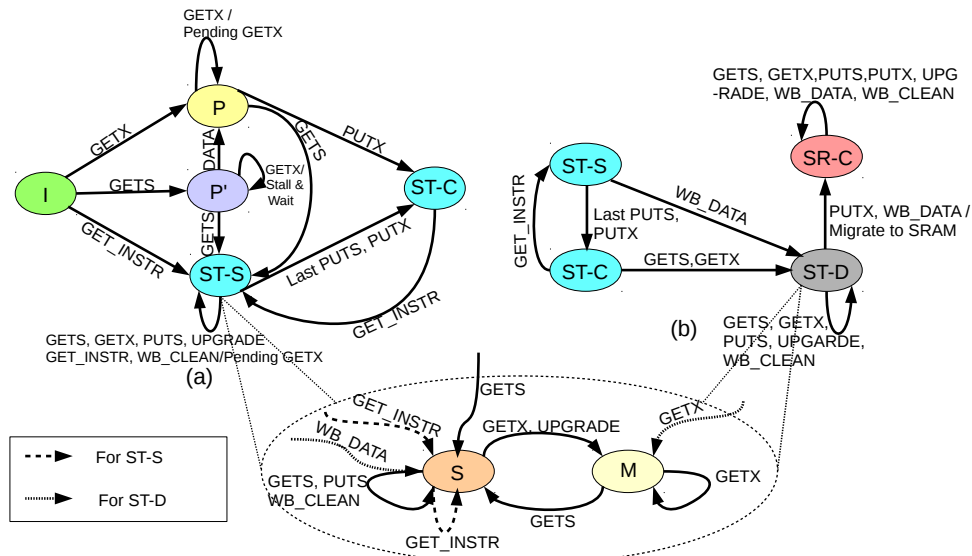 GETX /
Pending GETX
P
GETX
DATA
GETS
PUTX
I
GETS
P'
GETX/
Stall &
Wait
ST-C
GET_INSTR
GETS
ST-S
Last PUTS, PUTX
GET_INSTR
GETS, GETX, PUTS, UPGRADE
GET_INSTR, WB_CLEAN/Pending GETX
(a)
GETS, GETX,PUTS,PUTX, UPG
-RADE, WB_DATA, WB_CLEAN
SR-C
ST-S
GET_INSTR
WB_DATA
Last PUTS,
PUTX
PUTX, WB_DATA /
Migrate to SRAM
ST-C
GETS,GETX
ST-D
(b)
GETS, GETX,
PUTS, UPGARDE,
WB_CLEAN
GETS
GET_INSTR
GETX
GETX, UPGRADE
WB_DATA
S
M
GETS, PUTS
WB_CLEAN
GETX
GETS
GET_INSTR
For ST-S
For ST-D